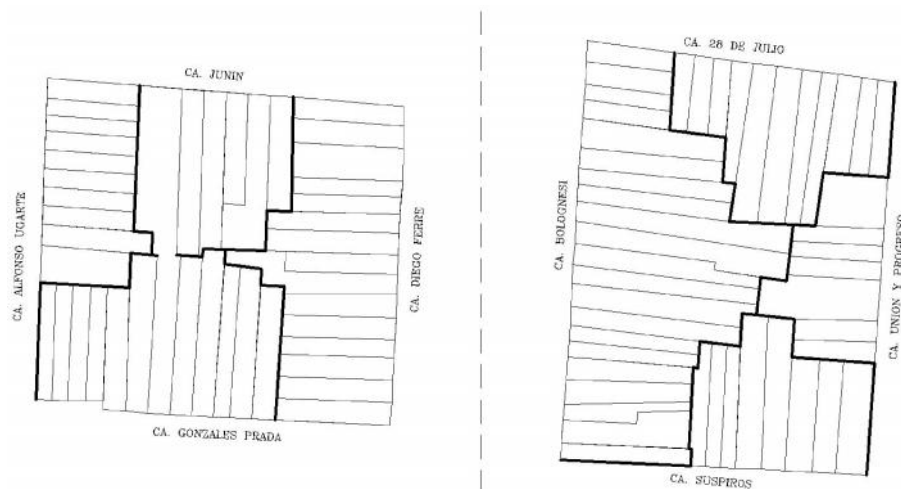 CA. JUNIN
CA. ALFONSO UGARTE
CA. DIEGO FERRE
CA. GONZALES PRADA
CA. 28 DE JULIO
CA. BOLOGNESI
CA. UNION Y PROGRESO
CA. SUSPIROS